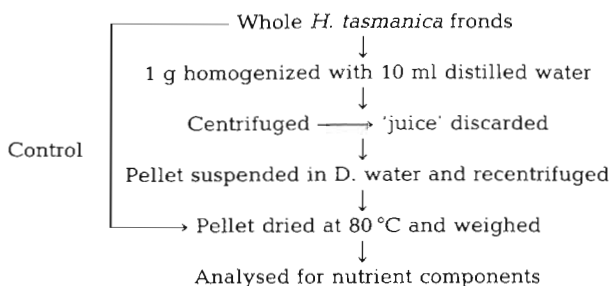 Whole H. tasmanica fronds
1 g homogenized with 10 ml distilled water
Centrifuged → 'juice' discarded
Control
Pellet suspended in D. water and recentrifuged
Pellet dried at 80 °C and weighed
Analysed for nutrient components